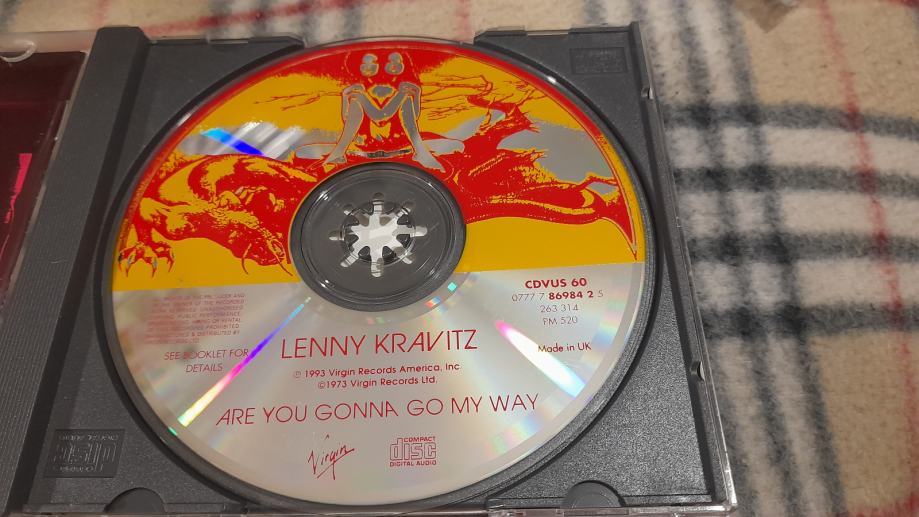 CDVUS 60
0777 7 86984 2 5
263 314
PM 520
SEE BOOKLET FOR
DETAILS
Made in UK
LENNY KRAVITZ
℗ 1993 Virgin Records America, Inc.
©1973 Virgin Records Ltd.
ARE YOU GONNA GO MY WAY
Virgin
COMPACT
disc
DIGITAL AUDIO